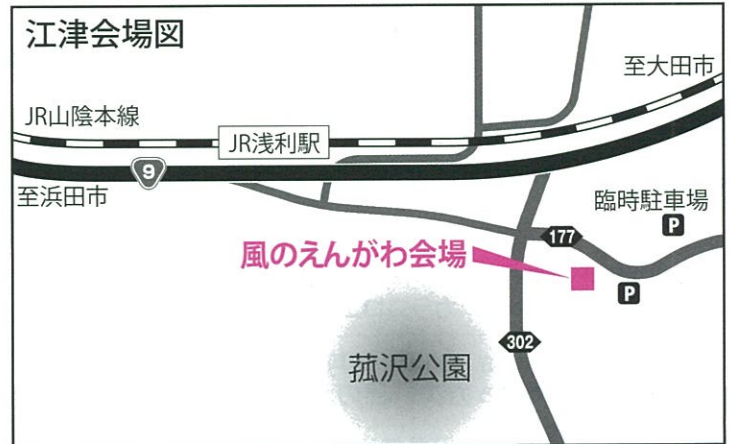 江津会場図
至大田市
JR山陰本線
JR浅利駅
9
至浜田市
臨時駐車場
P
177
風のえんがわ会場
P
302
菰沢公園